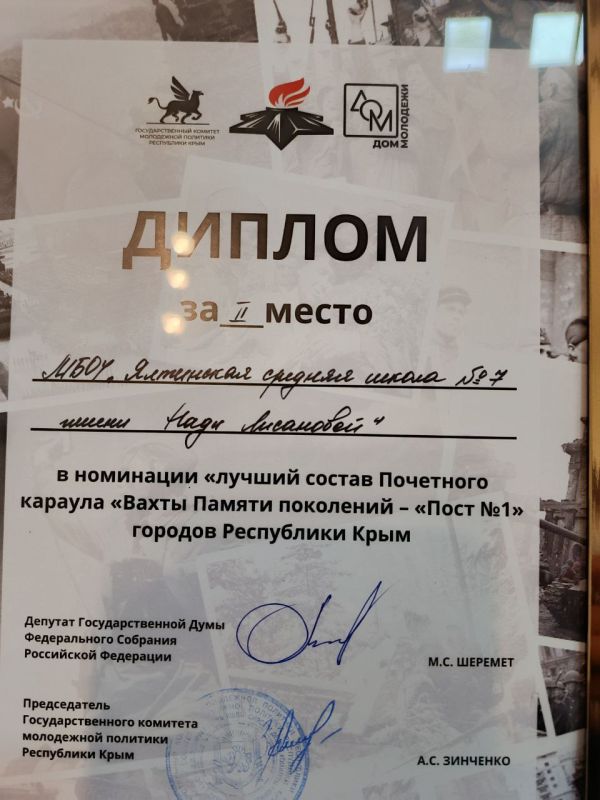 ГОСУДАРСТВЕННЫЙ КОМИТЕТ
МОЛОДЕЖНОЙ ПОЛИТИКИ
РЕСПУБЛИКИ КРЫМ
ДОМ
ДОМ МОЛОДЕЖИ
ДИПЛОМ
за II место
МБОУ "Ялтинская средняя школа №7
имени Нади Лисановой"
в номинации «лучший состав Почетного
караула «Вахты Памяти поколений – «Пост №1»
городов Республики Крым
Депутат Государственной Думы
Федерального Собрания
Российской Федерации
М.С. ШЕРЕМЕТ
Председатель
Государственного комитета
молодежной политики
Республики Крым
А.С. ЗИНЧЕНКО